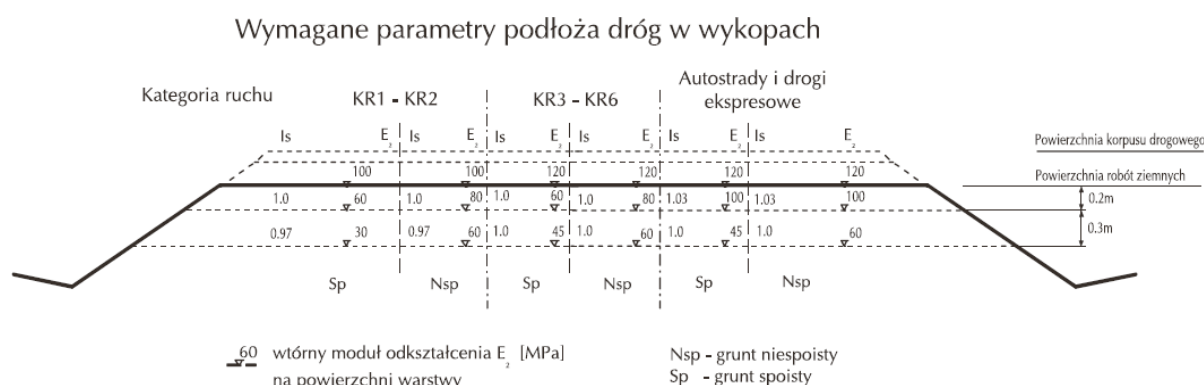 Wymagane parametry podłoża dróg w wykopach
Kategoria ruchu KR1 - KR2 KR3 - KR6 Autostrady i drogi
ekspresowe
Is E₂ Is E₂ Is E₂ Is E₂ Is E₂ Is E₂
Powierzchnia korpusu drogowego
100 100 120 120 120 120
Powierzchnia robót ziemnych
1.0 60 1.0 80 1.0 60 1.0 80 1.03 100 1.03 100 0.2m
0.97 30 0.97 60 1.0 45 1.0 60 1.0 45 1.0 60 0.3m
Sp Nsp Sp Nsp Sp Nsp
60 wtórny moduł odkształcenia E₂ [MPa]
na powierzchni warstwy
Nsp - grunt niespoisty
Sp - grunt spoisty